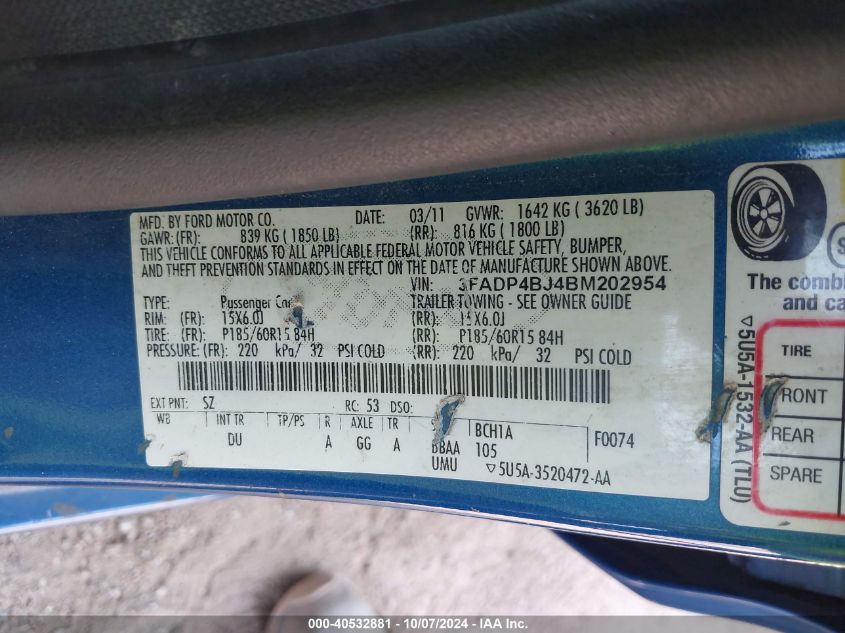 MFD. BY FORD MOTOR CO. DATE: 03/11 GVWR: 1642 KG ( 3620 LB)
GAWR: (FR): 839 KG ( 1850 LB) (RR): 816 KG ( 1800 LB)
THIS VEHICLE CONFORMS TO ALL APPLICABLE FEDERAL MOTOR VEHICLE SAFETY, BUMPER,
AND THEFT PREVENTION STANDARDS IN EFFECT ON THE DATE OF MANUFACTURE SHOWN ABOVE.
VIN: 3FADP4BJ4BM202954
TYPE: Passenger Car TRAILER TOWING - SEE OWNER GUIDE
RIM: (FR): 15X6.0J (RR): 15X6.0J
TIRE: (FR): P185/60R15 84H (RR): P185/60R15 84H
PRESSURE: (FR): 220 kPa/ 32 PSI COLD (RR): 220 kPa/ 32 PSI COLD
EXT PNT: SZ RC: 53 DSO:
WB INT TR TP/PS R AXLE TR BCH1A F0074
DU A GG A BBAA 105
UMU ▽5U5A-3520472-AA
The comb
and ca
TIRE
FRONT
REAR
SPARE
▽5U5A-1532-AA (TLU)
000-40532881 - 10/07/2024 - IAA Inc.